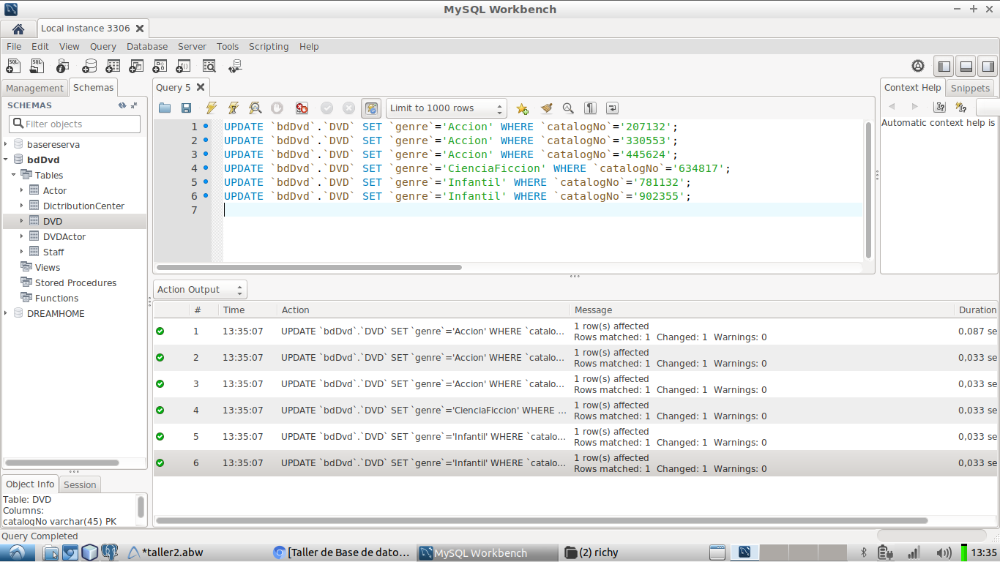 MySQL Workbench
Local instance 3306
File Edit View Query Database Server Tools Scripting Help
Management Schemas
SCHEMAS
Filter objects
basereserva
bdDvd
Tables
Actor
DictributionCenter
DVD
DVDActor
Staff
Views
Stored Procedures
Functions
DREAMHOME
Object Info Session
Table: DVD
Columns:
catalogNo varchar(45) PK
Query 5
Limit to 1000 rows
1 UPDATE `bdDvd`.`DVD` SET `genre`='Accion' WHERE `catalogNo`='207132';
2 UPDATE `bdDvd`.`DVD` SET `genre`='Accion' WHERE `catalogNo`='330553';
3 UPDATE `bdDvd`.`DVD` SET `genre`='Accion' WHERE `catalogNo`='445624';
4 UPDATE `bdDvd`.`DVD` SET `genre`='CienciaFiccion' WHERE `catalogNo`='634817';
5 UPDATE `bdDvd`.`DVD` SET `genre`='Infantil' WHERE `catalogNo`='781132';
6 UPDATE `bdDvd`.`DVD` SET `genre`='Infantil' WHERE `catalogNo`='902355';
7
Context Help Snippets
Automatic context help is
Action Output
# Time Action Message Duration
1 13:35:07 UPDATE `bdDvd`.`DVD` SET `genre`='Accion' WHERE `catalo... 1 row(s) affected
Rows matched: 1 Changed: 1 Warnings: 0 0,087 se
2 13:35:07 UPDATE `bdDvd`.`DVD` SET `genre`='Accion' WHERE `catalo... 1 row(s) affected
Rows matched: 1 Changed: 1 Warnings: 0 0,033 se
3 13:35:07 UPDATE `bdDvd`.`DVD` SET `genre`='Accion' WHERE `catalo... 1 row(s) affected
Rows matched: 1 Changed: 1 Warnings: 0 0,033 se
4 13:35:07 UPDATE `bdDvd`.`DVD` SET `genre`='CienciaFiccion' WHERE ... 1 row(s) affected
Rows matched: 1 Changed: 1 Warnings: 0 0,033 se
5 13:35:07 UPDATE `bdDvd`.`DVD` SET `genre`='Infantil' WHERE `catalo... 1 row(s) affected
Rows matched: 1 Changed: 1 Warnings: 0 0,033 se
6 13:35:07 UPDATE `bdDvd`.`DVD` SET `genre`='Infantil' WHERE `catalo... 1 row(s) affected
Rows matched: 1 Changed: 1 Warnings: 0 0,033 se
Query Completed
*taller2.abw [Taller de Base de dato... MySQL Workbench (2) richy 13:35